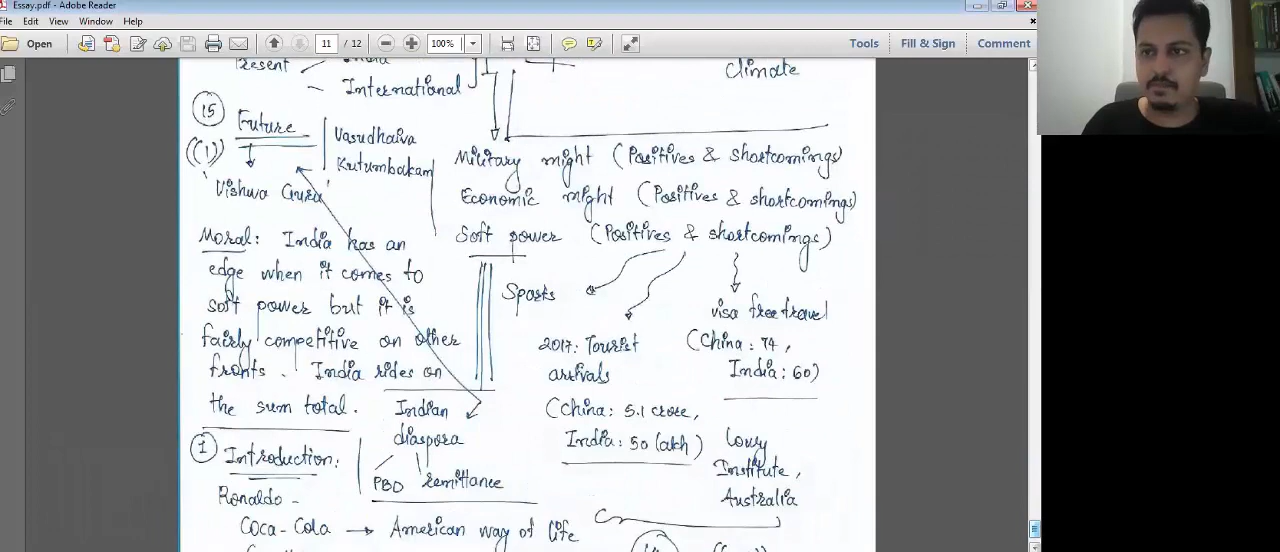 Essay.pdf - Adobe Reader
File Edit View Window Help
Open 11 / 12 100% Tools Fill & Sign Comment
Present
International
climate
15
Future
Vasudhaiva
Kutumbakam
(1)
Vishwa Guru
Military might (Positives & shortcomings)
Economic might (Positives & shortcomings)
Soft power (Positives & shortcomings)
Moral: India has an
edge when it comes to
soft power but it is
fairly competitive on other
fronts. India rides on
the sum total.
Sports
2017: Tourist
arrivals
(China: 5.1 crore,
India: 50 lakh)
visa free travel
(China: 74,
India: 60)
Lowy
Institute,
Australia
Indian
diaspora
PBD remittance
1
Introduction:
Ronaldo -
Coca-Cola → American way of life